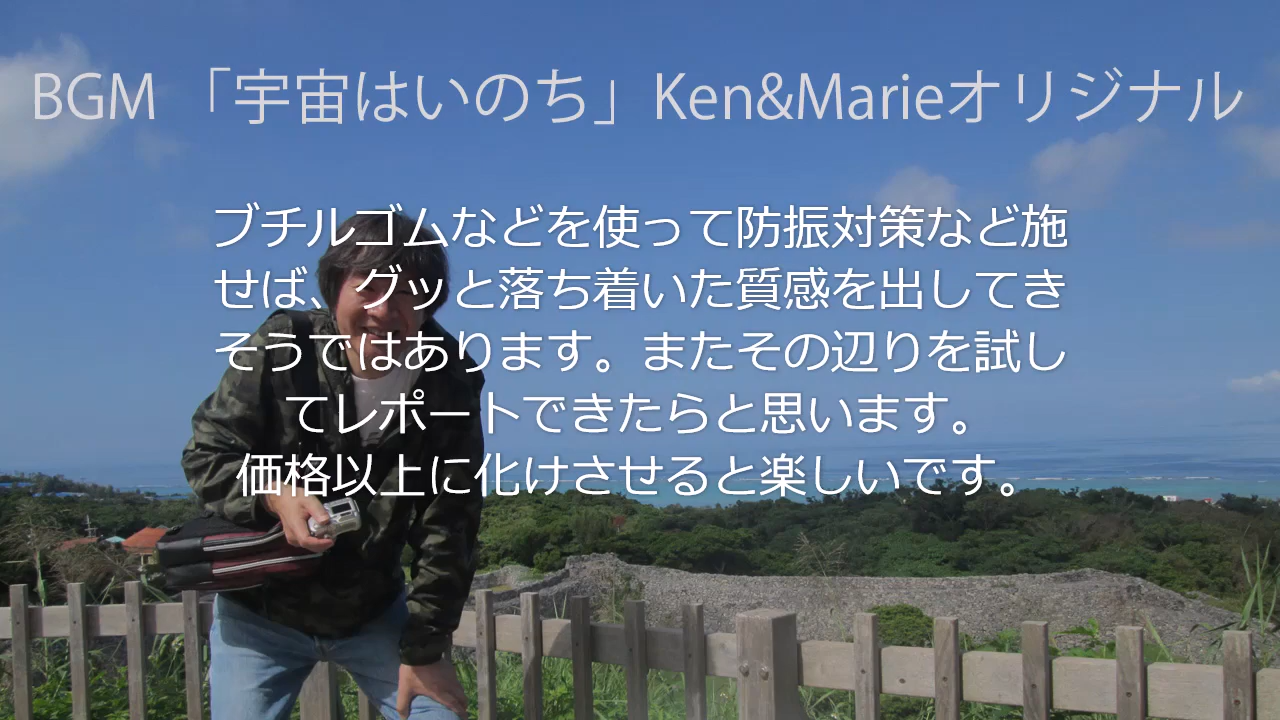 BGM 「宇宙はいのち」Ken&Marieオリジナル
ブチルゴムなどを使って防振対策など施
せば、グッと落ち着いた質感を出してき
そうではあります。またその辺りを試し
てレポートできたらと思います。
価格以上に化けさせると楽しいです。